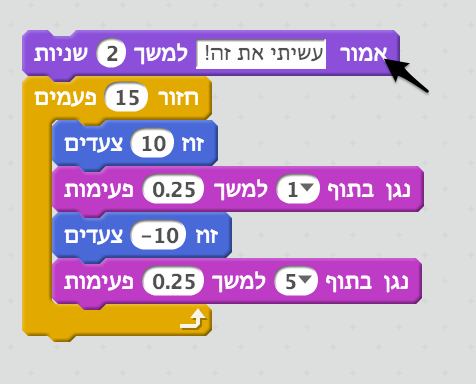 אמור עשיתי את זה! למשך 2 שניות
חזור 15 פעמים
זוז 10 צעדים
נגן בתוף 1 למשך 0.25 פעימות
זוז -10 צעדים
נגן בתוף 5 למשך 0.25 פעימות